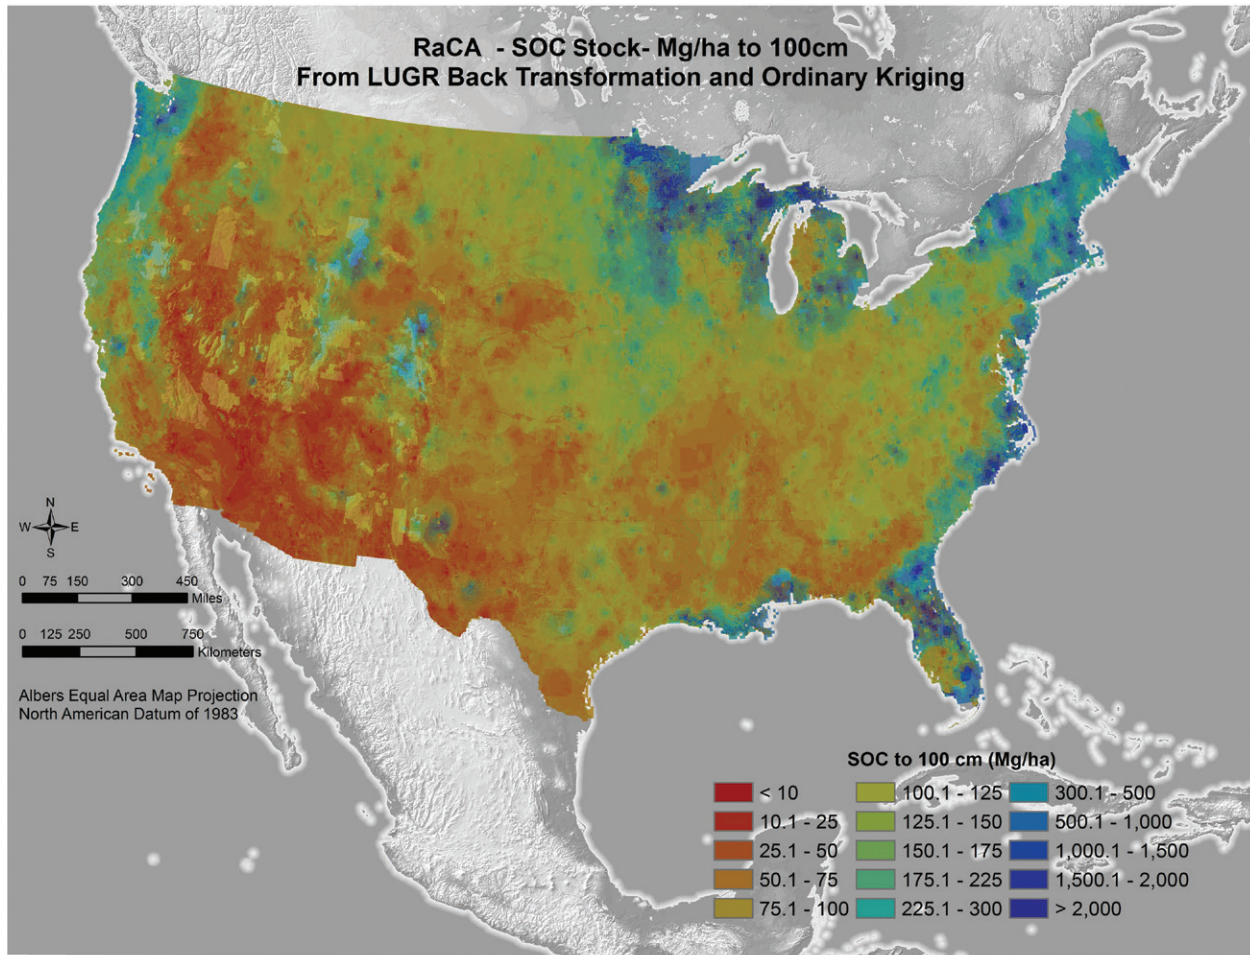 RaCA - SOC Stock- Mg/ha to 100cm
From LUGR Back Transformation and Ordinary Kriging
N
W E
S
0 75 150 300 450
Miles
0 125 250 500 750
Kilometers
Albers Equal Area Map Projection
North American Datum of 1983
SOC to 100 cm (Mg/ha)
< 10
10.1 - 25
25.1 - 50
50.1 - 75
75.1 - 100
100.1 - 125
125.1 - 150
150.1 - 175
175.1 - 225
225.1 - 300
300.1 - 500
500.1 - 1,000
1,000.1 - 1,500
1,500.1 - 2,000
> 2,000